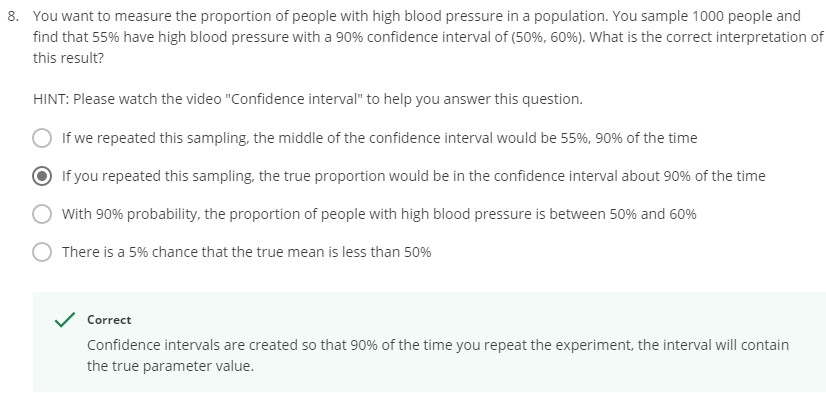 8. You want to measure the proportion of people with high blood pressure in a population. You sample 1000 people and
find that 55% have high blood pressure with a 90% confidence interval of (50%, 60%). What is the correct interpretation of
this result?
HINT: Please watch the video "Confidence interval" to help you answer this question.
If we repeated this sampling, the middle of the confidence interval would be 55%, 90% of the time
If you repeated this sampling, the true proportion would be in the confidence interval about 90% of the time
With 90% probability, the proportion of people with high blood pressure is between 50% and 60%
There is a 5% chance that the true mean is less than 50%
Correct
Confidence intervals are created so that 90% of the time you repeat the experiment, the interval will contain
the true parameter value.